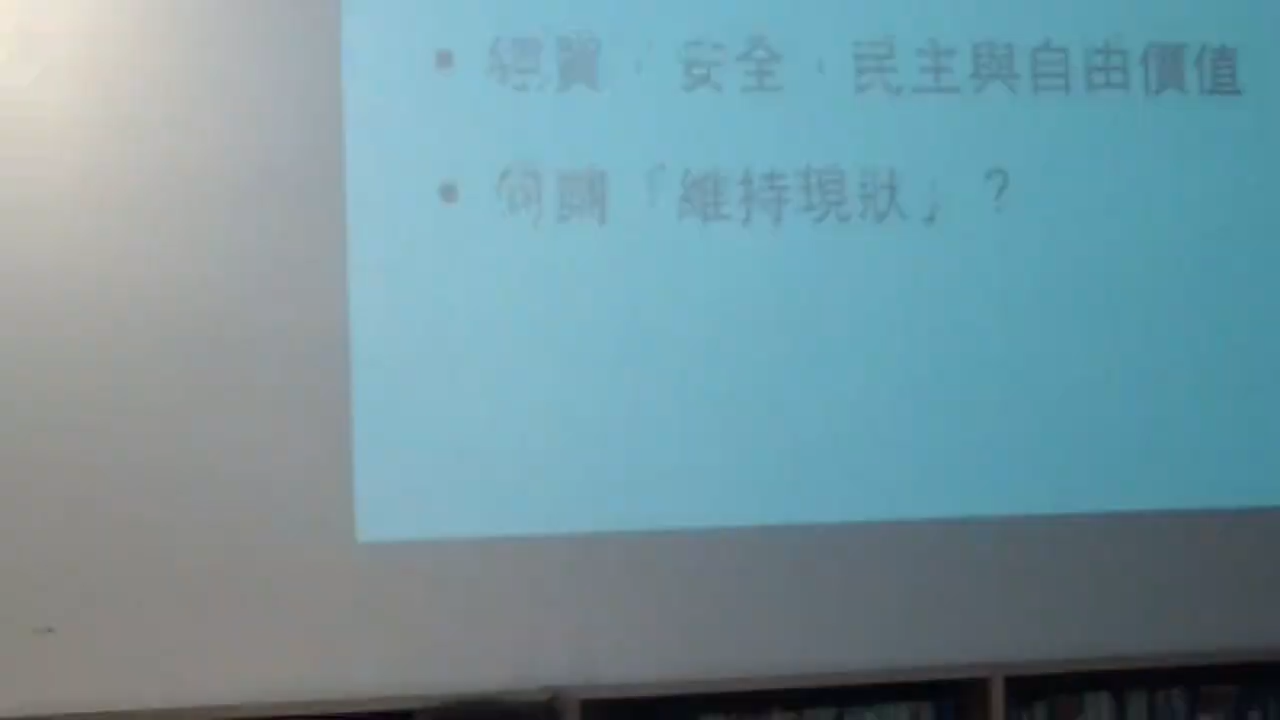 • 經貿，安全，民主與自由價值
• 何謂「維持現狀」？